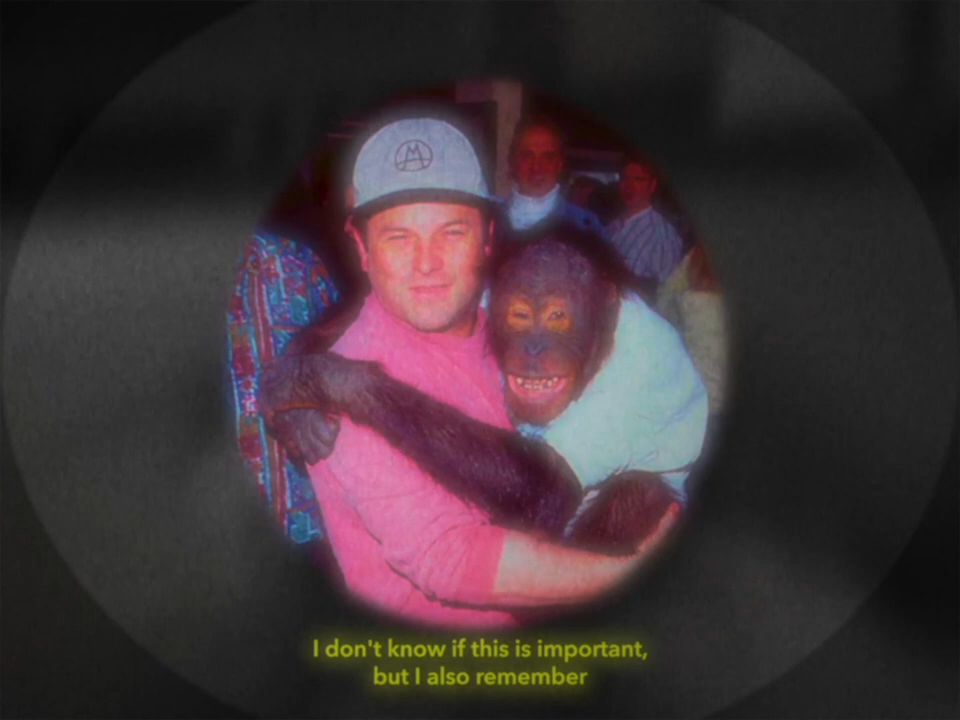 I don't know if this is important,
but I also remember